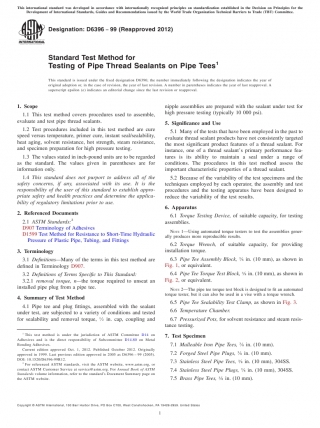 This international standard was developed in accordance with internationally recognized principles on standardization established in the Decision on Principles for the
Development of International Standards, Guides and Recommendations issued by the World Trade Organization Technical Barriers to Trade (TBT) Committee.
Designation: D6396 − 99 (Reapproved 2012)
INTERNATIONAL
Standard Test Method for
Testing of Pipe Thread Sealants on Pipe Tees1
This standard is issued under the fixed designation D6396; the number immediately following the designation indicates the year of
original adoption or, in the case of revision, the year of last revision. A number in parentheses indicates the year of last reapproval. A
superscript epsilon (ε) indicates an editorial change since the last revision or reapproval.
1. Scope
1.1 This test method covers procedures used to assemble,
evaluate and test pipe thread sealants.
1.2 Test procedures included in this test method are cure
speed versus temperature, primer cure, instant seal/sealability,
heat aging, solvent resistance, hot strength, steam resistance,
and specimen preparation for high pressure testing.
1.3 The values stated in inch-pound units are to be regarded
as the standard. The values given in parentheses are for
information only.
1.4 This standard does not purport to address all of the
safety concerns, if any, associated with its use. It is the
responsibility of the user of this standard to establish appro-
priate safety and health practices and determine the applica-
bility of regulatory limitations prior to use.
2. Referenced Documents
2.1 ASTM Standards:2
D907 Terminology of Adhesives
D1599 Test Method for Resistance to Short-Time Hydraulic
Pressure of Plastic Pipe, Tubing, and Fittings
3. Terminology
3.1 Definitions—Many of the terms in this test method are
defined in Terminology D907.
3.2 Definitions of Terms Specific to This Standard:
3.2.1 removal torque, n—the torque required to unseat an
installed pipe plug from a pipe tee.
4. Summary of Test Method
4.1 Pipe tee and plug fittings, assembled with the sealant
under test, are subjected to a variety of conditions and tested
for sealability and removal torque, 1⁄2 in. cap, coupling and
1 This test method is under the jurisdiction of ASTM Committee D14 on
Adhesives and is the direct responsibility of Subcommittee D14.80 on Metal
Bonding Adhesives.
Current edition approved Oct. 1, 2012. Published October 2012. Originally
approved in 1999. Last previous edition approved in 2005 as D6396 – 99 (2005).
DOI: 10.1520/D6396-99R12.
2 For referenced ASTM standards, visit the ASTM website, www.astm.org, or
contact ASTM Customer Service at service@astm.org. For Annual Book of ASTM
Standards volume information, refer to the standard's Document Summary page on
the ASTM website.
nipple assemblies are prepared with the sealant under test for
high pressure testing (typically 10 000 psi).
5. Significance and Use
5.1 Many of the tests that have been employed in the past to
evaluate thread sealant products have not consistently targeted
the most significant product features of a thread sealant. For
instance, one of a thread sealant's primary performance fea-
tures is its ability to maintain a seal under a range of
conditions. The procedures in this test method assess the
important characteristic properties of a thread sealant.
5.2 Because of the variability of the test specimens and the
techniques employed by each operator, the assembly and test
procedures and the testing apparatus have been designed to
reduce the variability of the test results.
6. Apparatus
6.1 Torque Testing Device, of suitable capacity, for testing
assemblies.
NOTE 1—Using automated torque testers to test the assemblies gener-
ally produces more reproducible results.
6.2 Torque Wrench, of suitable capacity, for providing
installation torque.
6.3 Pipe Tee Assembly Block, 3⁄8 in. (10 mm), as shown in
Fig. 1, or equivalent.
6.4 Pipe Tee Torque Test Block, 3⁄8 in. (10 mm), as shown in
Fig. 2, or equivalent.
NOTE 2—The pipe tee torque test block is designed to fit an automated
torque tester, but it can also be used in a vise with a torque wrench.
6.5 Pipe Tee Sealability Test Clamp, as shown in Fig. 3.
6.6 Temperature Chamber.
6.7 Pressurized Pots, for solvent resistance and steam resis-
tance testing.
7. Test Specimen
7.1 Malleable Iron Pipe Tees, 3⁄8 in. (10 mm).
7.2 Forged Steel Pipe Plugs, 3⁄8 in. (10 mm).
7.3 Stainless Steel Pipe Tees, 3⁄8 in. (10 mm), 304SS.
7.4 Stainless Steel Pipe Plugs, 3⁄8 in. (10 mm), 304SS.
7.5 Brass Pipe Tees, 3⁄8 in. (10 mm).
Copyright © ASTM International, 100 Barr Harbor Drive, PO Box C700, West Conshohocken, PA 19428-2959. United States
1